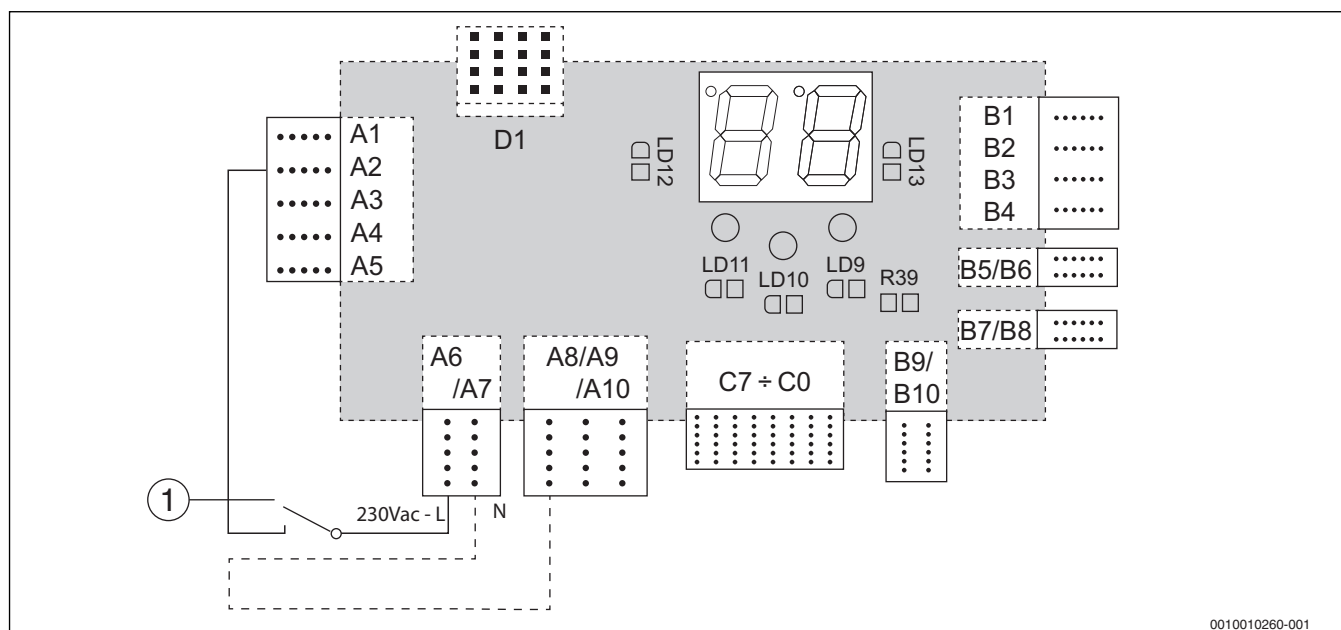 D1
A1
A2
A3
A4
A5
LD12
LD13
B1
B2
B3
B4
LD11
LD10
LD9
R39
B5/B6
B7/B8
A6
/A7
A8/A9
/A10
C7 ÷ C0
B9/
B10
1
230Vac - L
N
0010010260-001